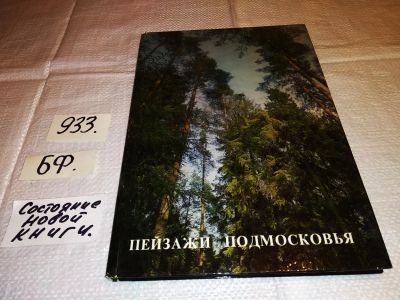 933.
БФ.
Состояние
новой
книги.
ПЕЙЗАЖИ ПОДМОСКОВЬЯ